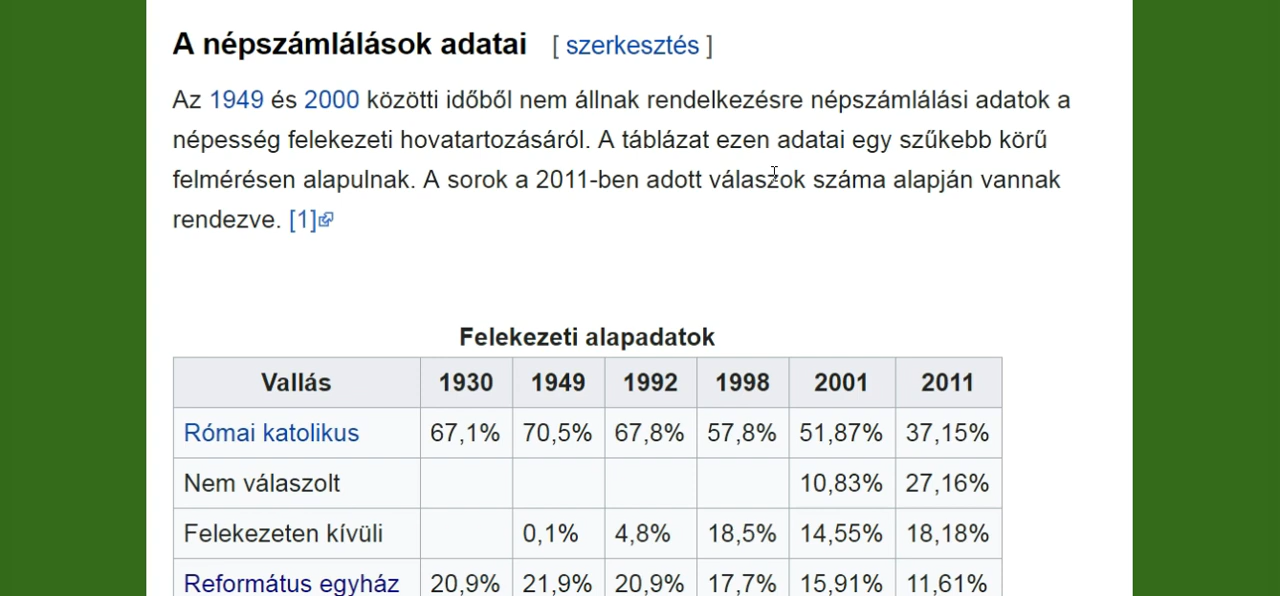 A népszámlálások adatai [ szerkesztés ]
Az 1949 és 2000 közötti időből nem állnak rendelkezésre népszámlálási adatok a
népesség felekezeti hovatartozásáról. A táblázat ezen adatai egy szűkebb körű
felmérésen alapulnak. A sorok a 2011-ben adott válaszok száma alapján vannak
rendezve. [1]
Felekezeti alapadatok
Vallás 1930 1949 1992 1998 2001 2011
Római katolikus 67,1% 70,5% 67,8% 57,8% 51,87% 37,15%
Nem válaszolt 10,83% 27,16%
Felekezeten kívüli 0,1% 4,8% 18,5% 14,55% 18,18%
Református egyház 20,9% 21,9% 20,9% 17,7% 15,91% 11,61%